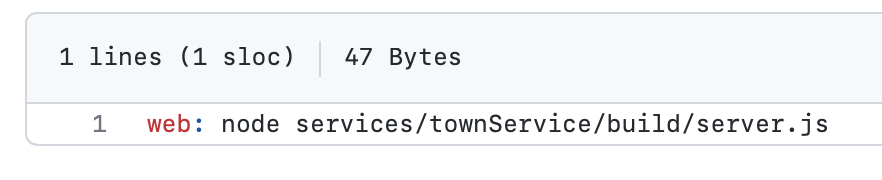 1 lines (1 sloc) 47 Bytes
1 web: node services/townService/build/server.js